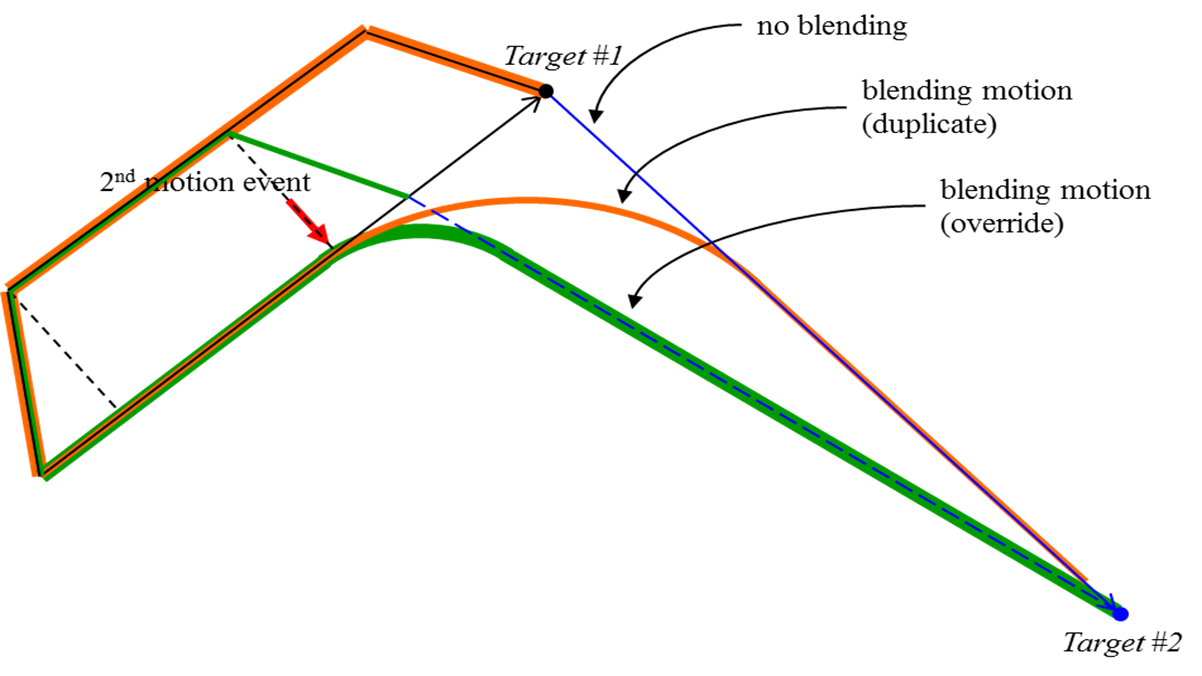 no blending
Target #1
blending motion
(duplicate)
2nd motion event
blending motion
(override)
Target #2